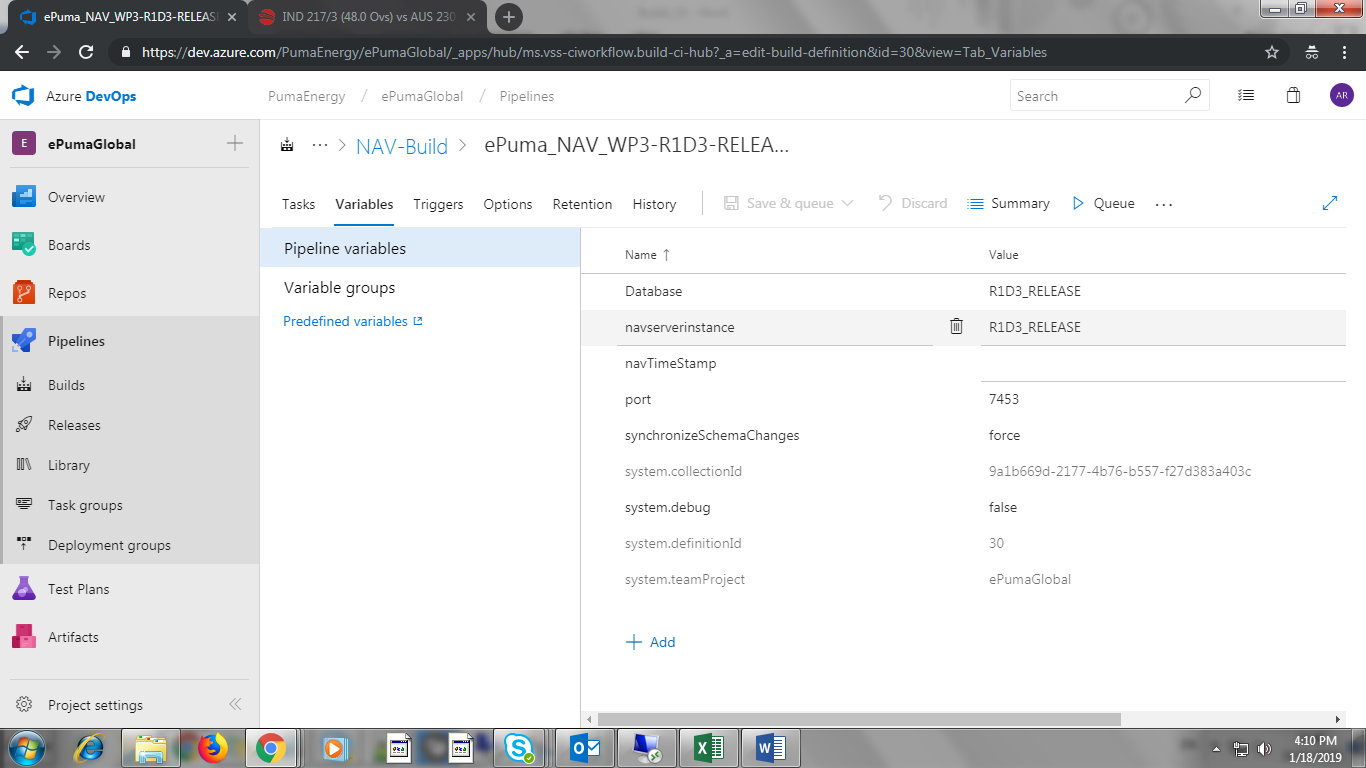 ePuma_NAV_WP3-R1D3-RELEAS
IND 217/3 (48.0 Ovs) vs AUS 230
https://dev.azure.com/PumaEnergy/ePumaGlobal/_apps/hub/ms.vss-ciworkflow.build-ci-hub?_a=edit-build-definition&id=30&view=Tab_Variables
Azure DevOps
PumaEnergy / ePumaGlobal / Pipelines
Search
AR
E ePumaGlobal
... > NAV-Build > ePuma_NAV_WP3-R1D3-RELEA...
Overview
Boards
Repos
Pipelines
Builds
Releases
Library
Task groups
Deployment groups
Test Plans
Artifacts
Project settings
Tasks Variables Triggers Options Retention History Save & queue Discard Summary Queue ...
Pipeline variables
Variable groups
Predefined variables
Name Value
Database R1D3_RELEASE
navserverinstance R1D3_RELEASE
navTimeStamp
port 7453
synchronizeSchemaChanges force
system.collectionId 9a1b669d-2177-4b76-b557-f27d383a403c
system.debug false
system.definitionId 30
system.teamProject ePumaGlobal
Add
4:10 PM
1/18/2019